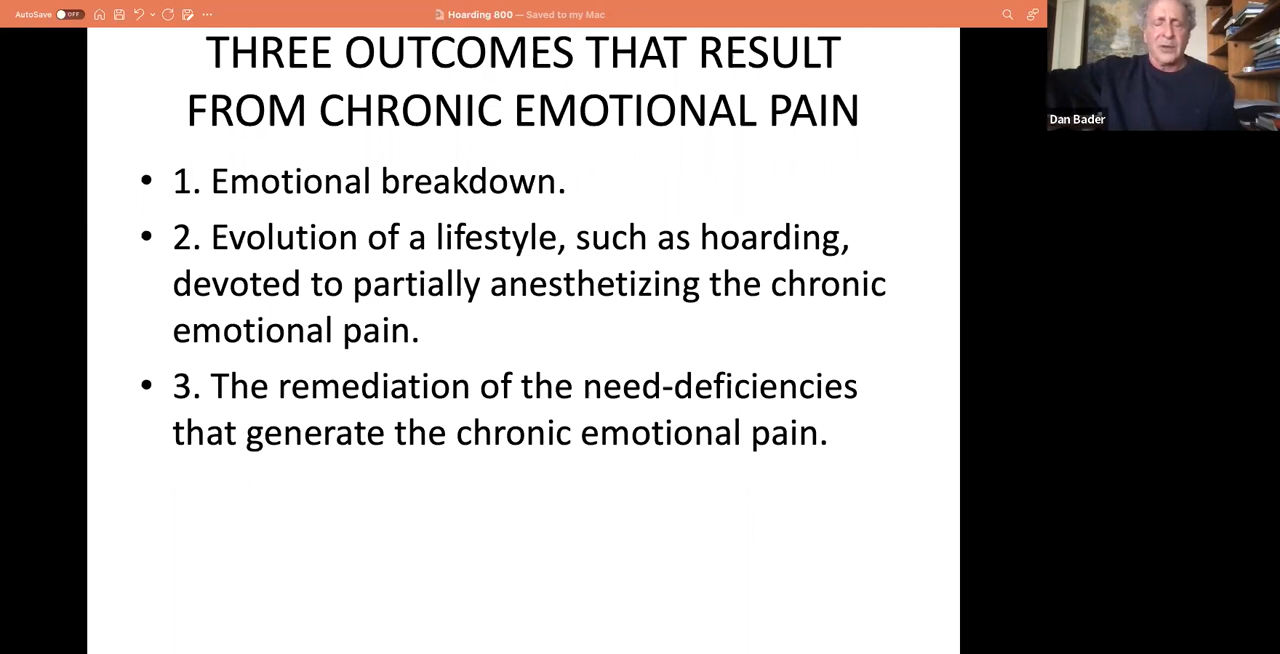 AutoSave OFF
Hoarding 800 — Saved to my Mac
THREE OUTCOMES THAT RESULT
FROM CHRONIC EMOTIONAL PAIN
• 1. Emotional breakdown.
• 2. Evolution of a lifestyle, such as hoarding,
devoted to partially anesthetizing the chronic
emotional pain.
• 3. The remediation of the need-deficiencies
that generate the chronic emotional pain.
Dan Bader